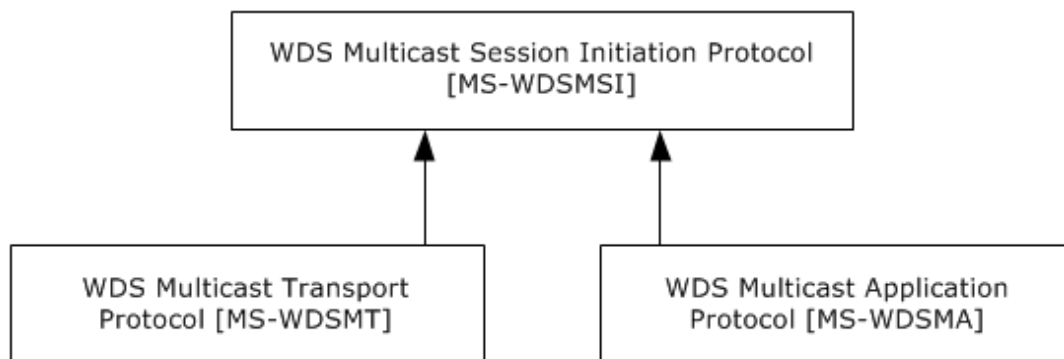 WDS Multicast Session Initiation Protocol
[MS-WDSMSI]
WDS Multicast Transport
Protocol [MS-WDSMT]
WDS Multicast Application
Protocol [MS-WDSMA]